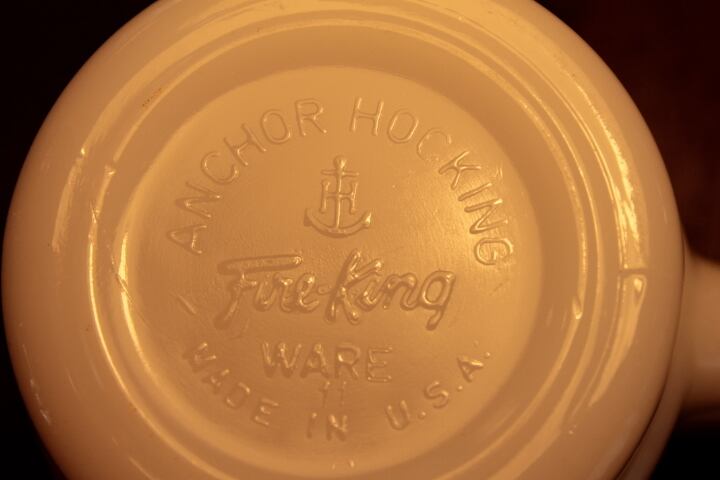 ANCHOR HOCKING
H
Fire-King
WARE
11
MADE IN U.S.A.